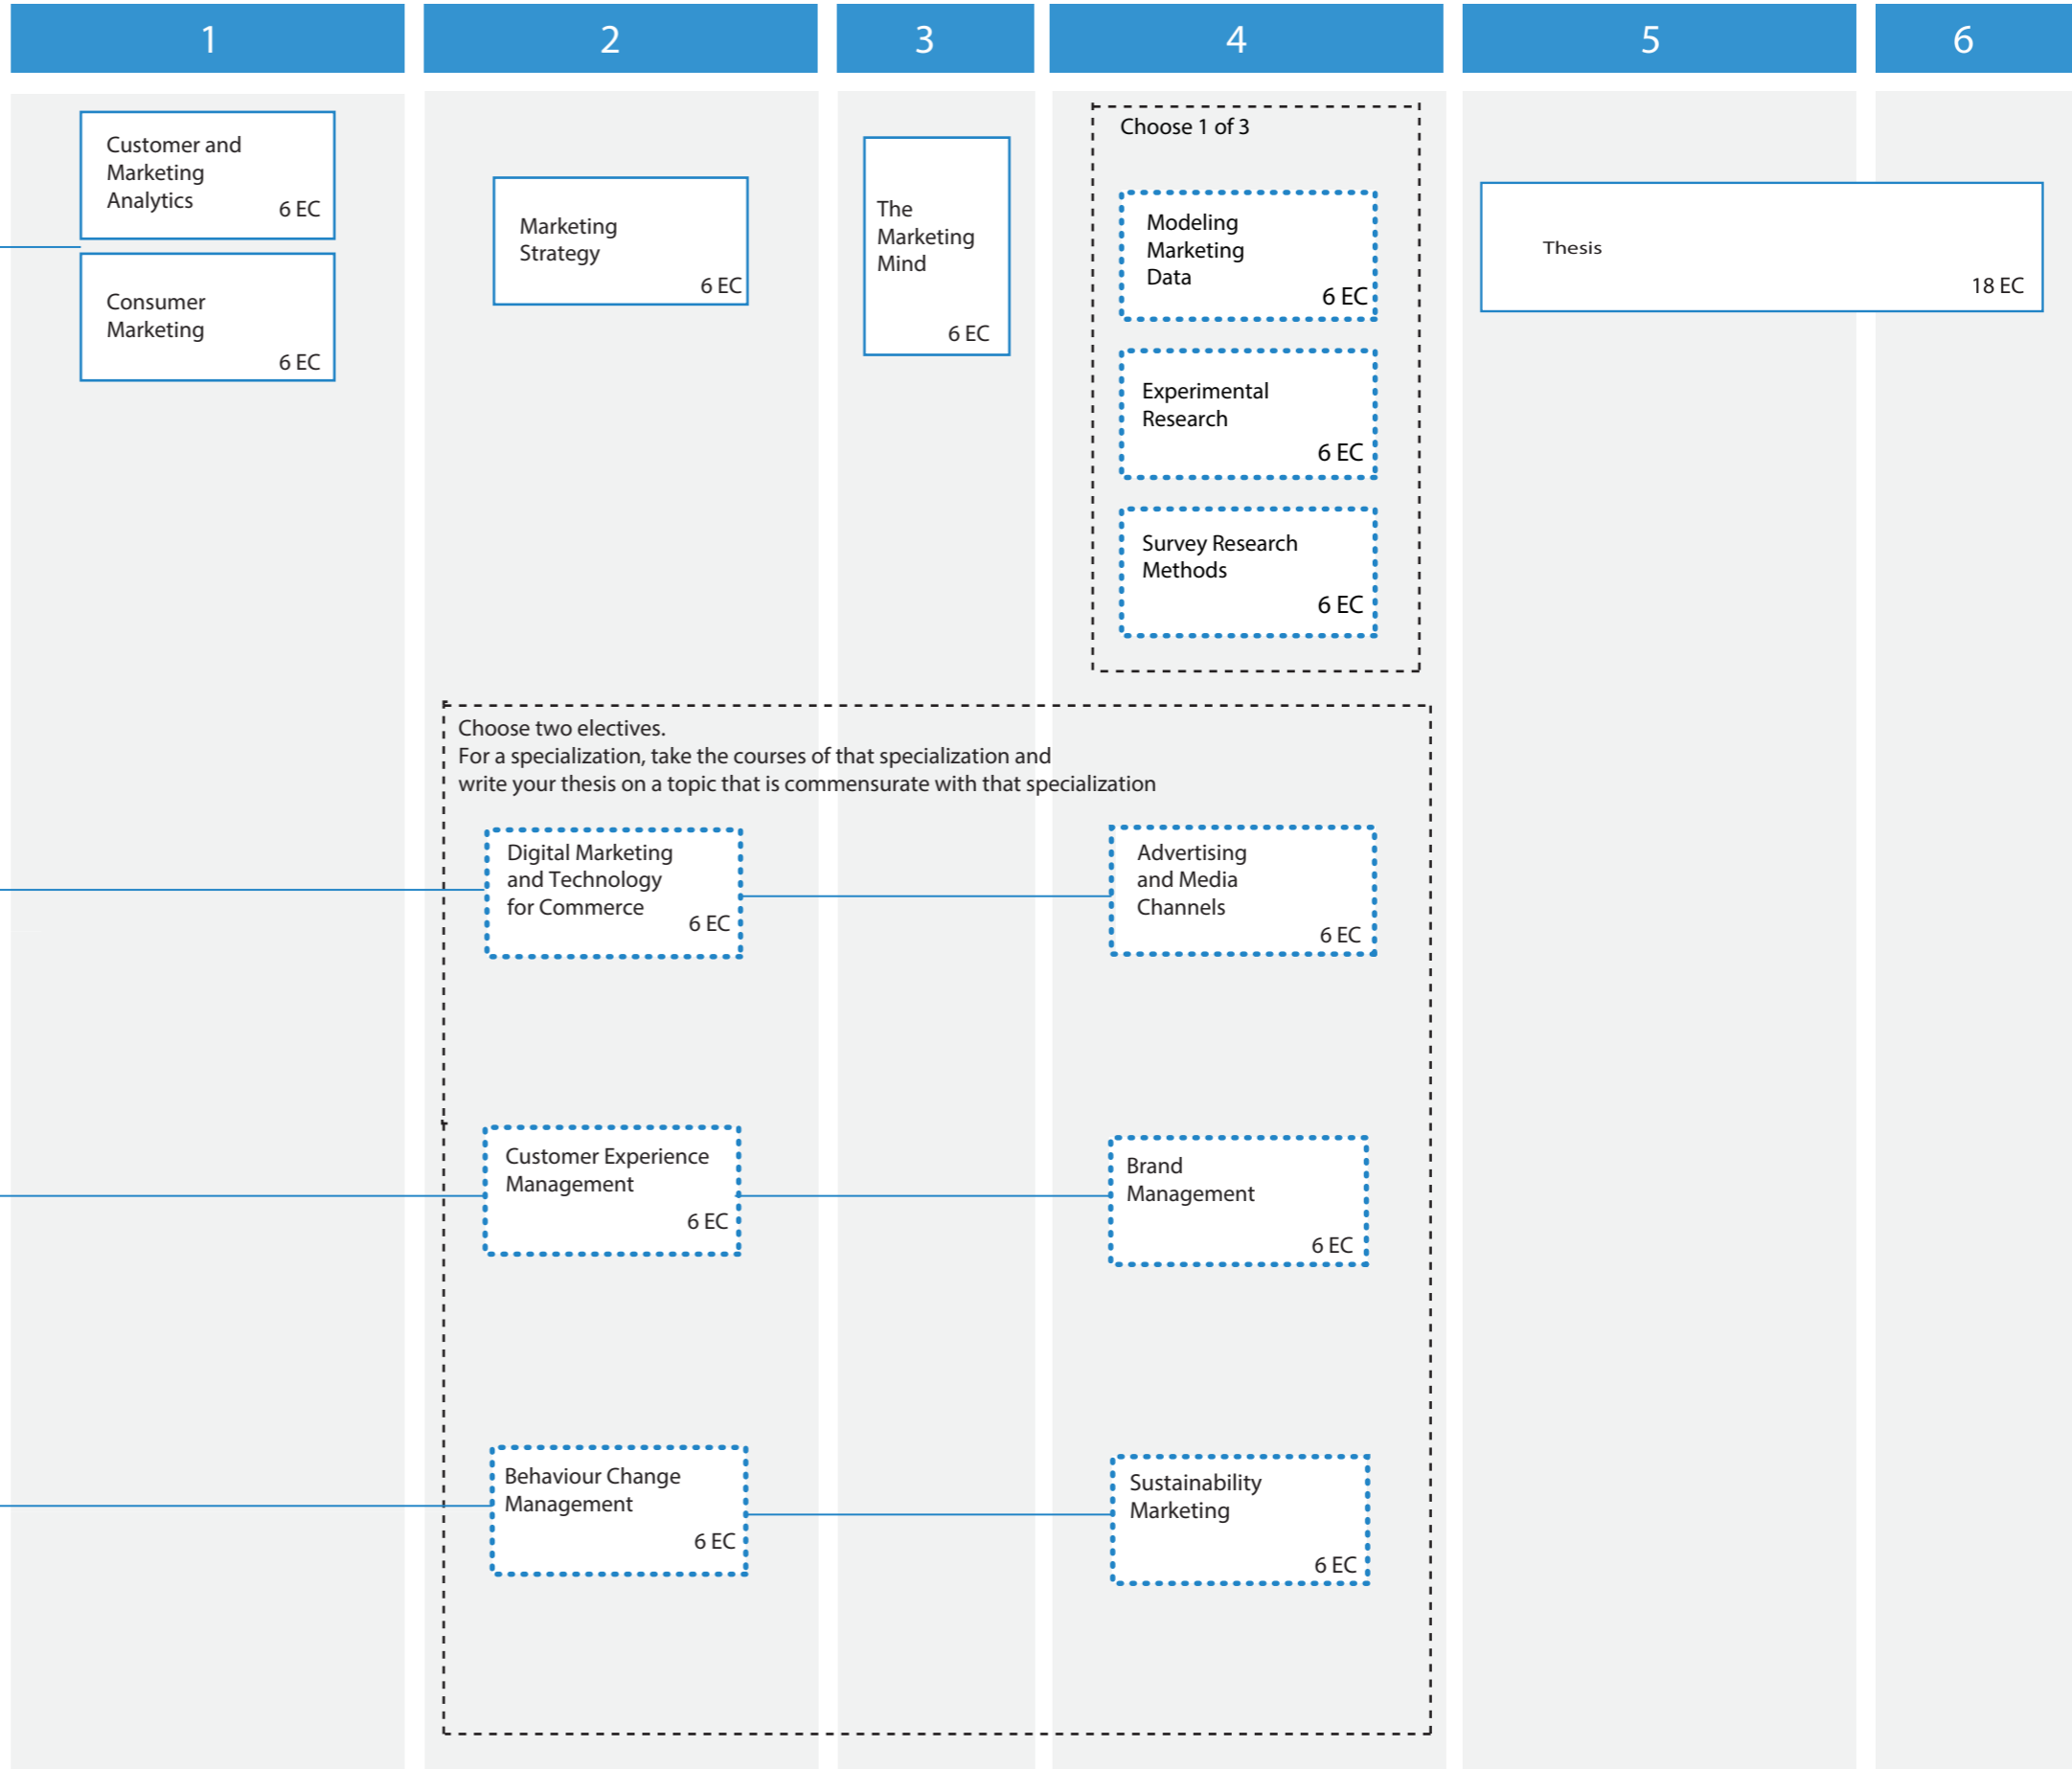 1
2
3
4
5
6
Customer and
Marketing
Analytics
6 EC
Consumer
Marketing
6 EC
Marketing
Strategy
6 EC
The
Marketing
Mind
6 EC
Choose 1 of 3
Modeling
Marketing
Data
6 EC
Experimental
Research
6 EC
Survey Research
Methods
6 EC
Thesis
18 EC
Choose two electives.
For a specialization, take the courses of that specialization and
write your thesis on a topic that is commensurate with that specialization
Digital Marketing
and Technology
for Commerce
6 EC
Advertising
and Media
Channels
6 EC
Customer Experience
Management
6 EC
Brand
Management
6 EC
Behaviour Change
Management
6 EC
Sustainability
Marketing
6 EC